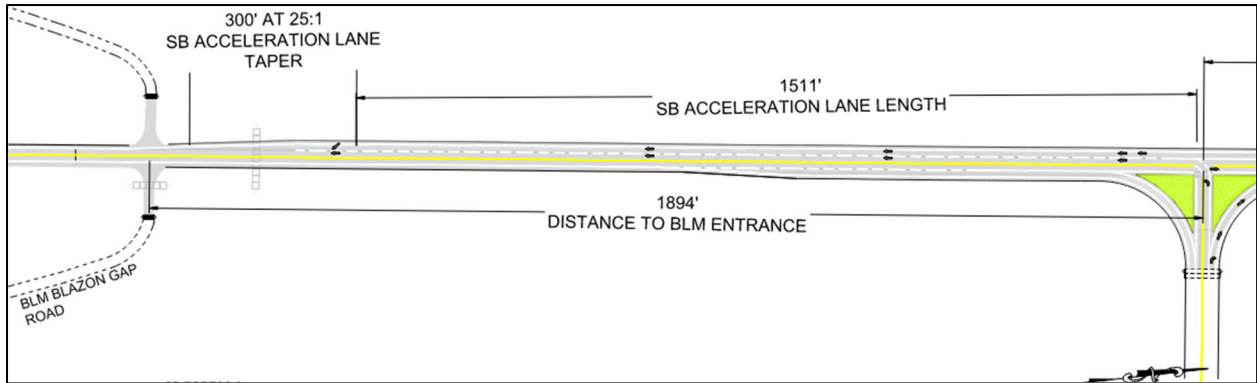 300' AT 25:1
SB ACCELERATION LANE
TAPER
1511'
SB ACCELERATION LANE LENGTH
1894'
DISTANCE TO BLM ENTRANCE
BLM BLAZON GAP
ROAD